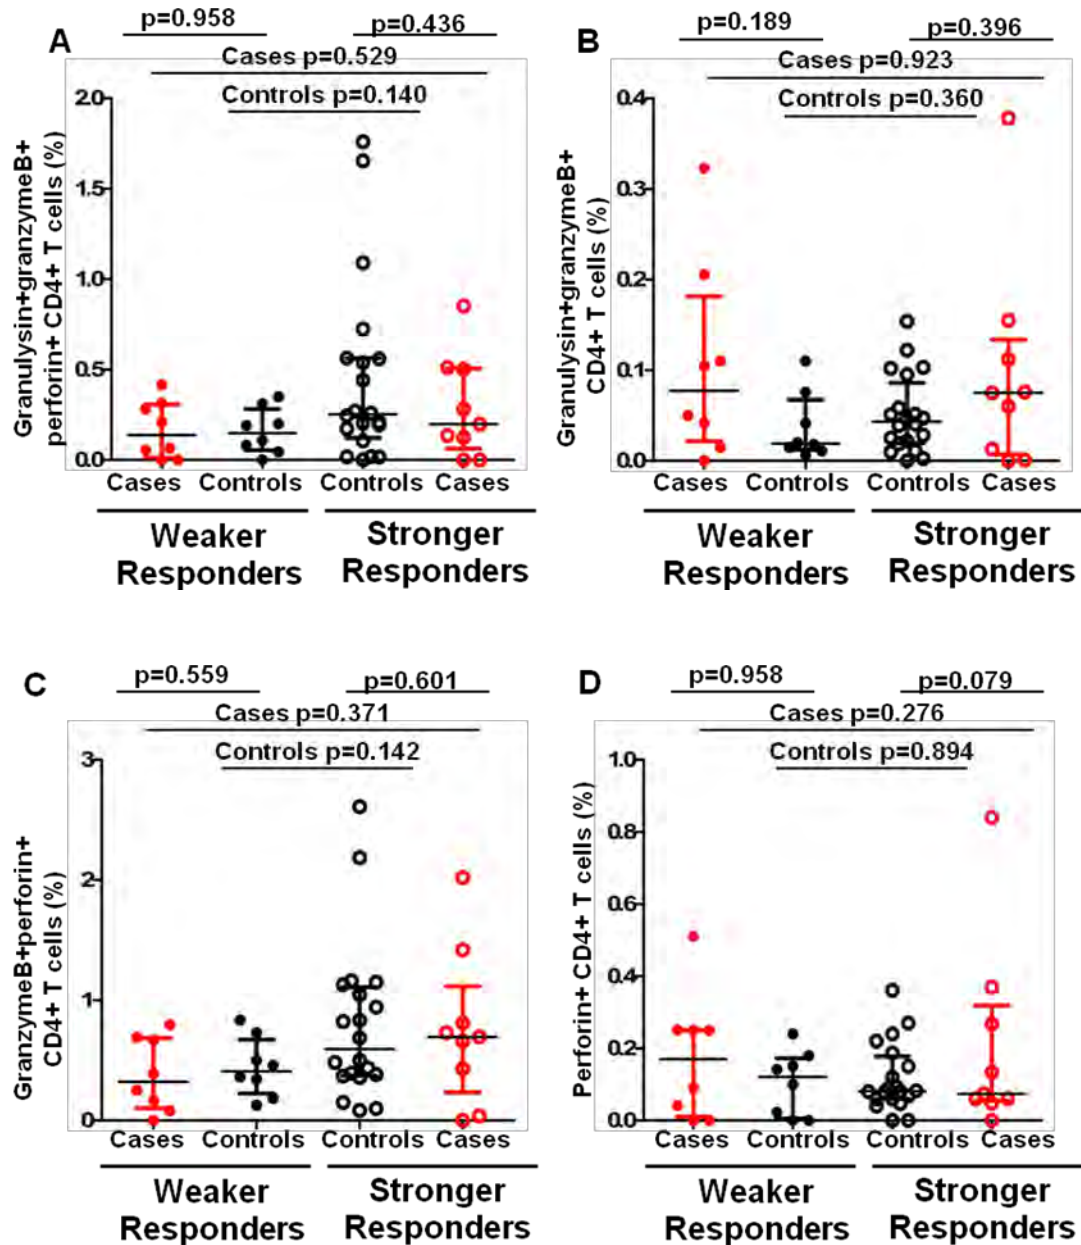 A
p=0.958
p=0.436
Cases p=0.529
Controls p=0.140
Granulysin+granzymeB+
perforin+ CD4+ T cells (%)
2.0
1.5
1.0
0.5
0.0
Cases
Controls
Controls
Cases
Weaker
Responders
Stronger
Responders
B
p=0.189
p=0.396
Cases p=0.923
Controls p=0.360
Granulysin+granzymeB+
CD4+ T cells (%)
0.4
0.3
0.2
0.1
0.0
Cases
Controls
Controls
Cases
Weaker
Responders
Stronger
Responders
C
p=0.559
p=0.601
Cases p=0.371
Controls p=0.142
GranzymeB+perforin+
CD4+ T cells (%)
3
2
1
0
Cases
Controls
Controls
Cases
Weaker
Responders
Stronger
Responders
D
p=0.958
p=0.079
Cases p=0.276
Controls p=0.894
Perforin+ CD4+ T cells (%)
1.0
0.8
0.6
0.4
0.2
0.0
Cases
Controls
Controls
Cases
Weaker
Responders
Stronger
Responders